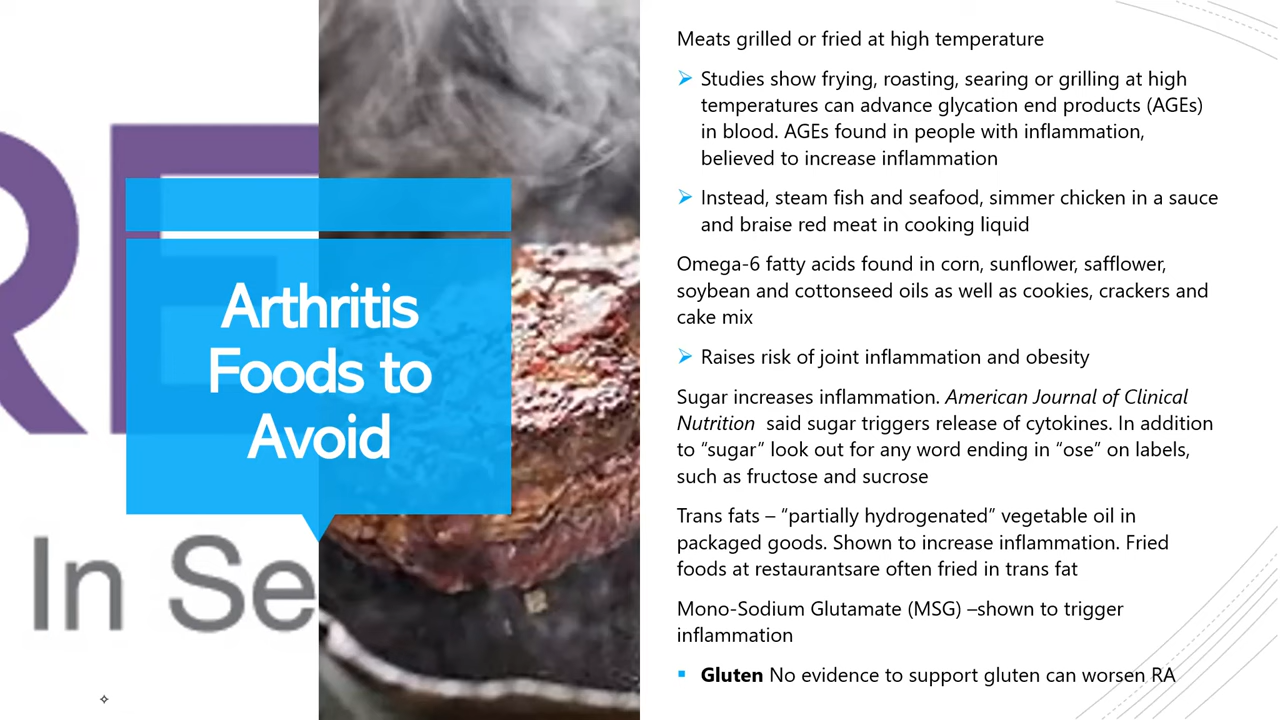 RE
In Se
Arthritis
Foods to
Avoid
Meats grilled or fried at high temperature
Studies show frying, roasting, searing or grilling at high
temperatures can advance glycation end products (AGEs)
in blood. AGEs found in people with inflammation,
believed to increase inflammation
Instead, steam fish and seafood, simmer chicken in a sauce
and braise red meat in cooking liquid
Omega-6 fatty acids found in corn, sunflower, safflower,
soybean and cottonseed oils as well as cookies, crackers and
cake mix
Raises risk of joint inflammation and obesity
Sugar increases inflammation. American Journal of Clinical
Nutrition said sugar triggers release of cytokines. In addition
to “sugar” look out for any word ending in “ose” on labels,
such as fructose and sucrose
Trans fats – “partially hydrogenated” vegetable oil in
packaged goods. Shown to increase inflammation. Fried
foods at restaurantsare often fried in trans fat
Mono-Sodium Glutamate (MSG) –shown to trigger
inflammation
Gluten No evidence to support gluten can worsen RA